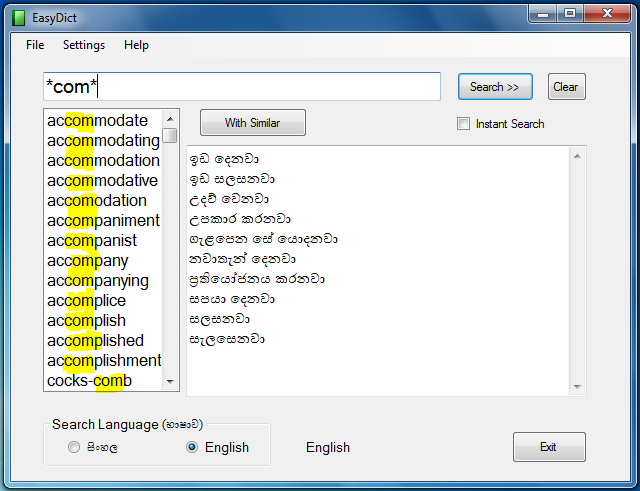 EasyDict
File Settings Help
*com*
Search >>
Clear
With Similar
Instant Search
accommodate
accommodating
accommodation
accommodative
accomodation
accompaniment
accompanist
accompany
accompanying
accomplice
accomplish
accomplished
accomplishment
cocks-comb
ඉඩ දෙනවා
ඉඩ සලසනවා
උදව් වෙනවා
උපකාර කරනවා
ගැළපෙන සේ යොදනවා
නවාතැන් දෙනවා
ප්‍රතියෝජනය කරනවා
සපයා දෙනවා
සලසනවා
සැලසෙනවා
Search Language (භාෂාව)
සිංහල
English
English
Exit